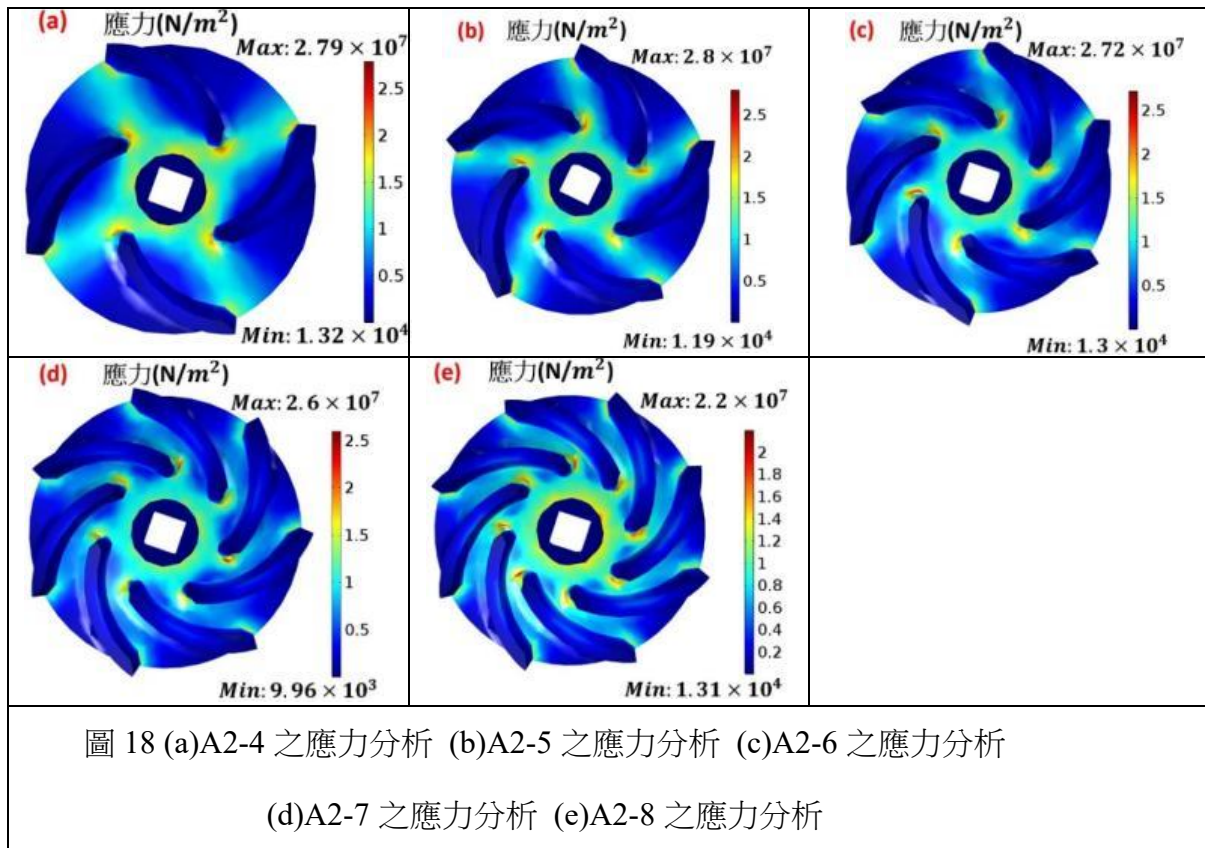 (a) 應力(N/m²)
Max: 2.79 × 10⁷
2.5
2
1.5
1
0.5
Min: 1.32 × 10⁴
(b) 應力(N/m²)
Max: 2.8 × 10⁷
2.5
2
1.5
1
0.5
Min: 1.19 × 10⁴
(c) 應力(N/m²)
Max: 2.72 × 10⁷
2.5
2
1.5
1
0.5
Min: 1.3 × 10⁴
(d) 應力(N/m²)
Max: 2.6 × 10⁷
2.5
2
1.5
1
0.5
Min: 9.96 × 10³
(e) 應力(N/m²)
Max: 2.2 × 10⁷
2
1.8
1.6
1.4
1.2
1
0.8
0.6
0.4
0.2
Min: 1.31 × 10⁴
圖 18 (a)A2-4 之應力分析 (b)A2-5 之應力分析 (c)A2-6 之應力分析
(d)A2-7 之應力分析 (e)A2-8 之應力分析